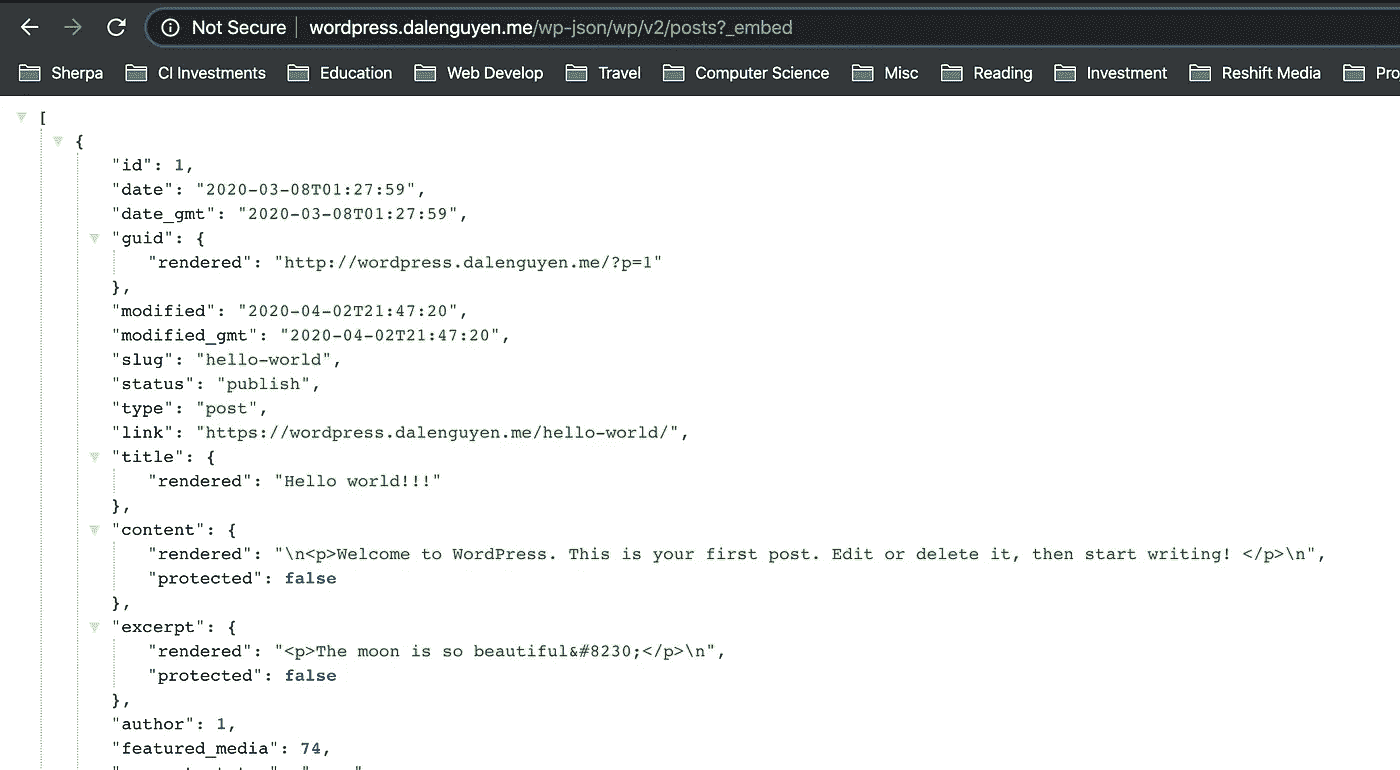 Not Secure | wordpress.dalenguyen.me/wp-json/wp/v2/posts?_embed
Sherpa CI Investments Education Web Develop Travel Computer Science Misc Reading Investment Reshift Media Pro
[
{
"id": 1,
"date": "2020-03-08T01:27:59",
"date_gmt": "2020-03-08T01:27:59",
"guid": {
"rendered": "http://wordpress.dalenguyen.me/?p=1"
},
"modified": "2020-04-02T21:47:20",
"modified_gmt": "2020-04-02T21:47:20",
"slug": "hello-world",
"status": "publish",
"type": "post",
"link": "https://wordpress.dalenguyen.me/hello-world/",
"title": {
"rendered": "Hello world!!!"
},
"content": {
"rendered": "\n<p>Welcome to WordPress. This is your first post. Edit or delete it, then start writing! </p>\n",
"protected": false
},
"excerpt": {
"rendered": "<p>The moon is so beautiful&#8230;</p>\n",
"protected": false
},
"author": 1,
"featured_media": 74,